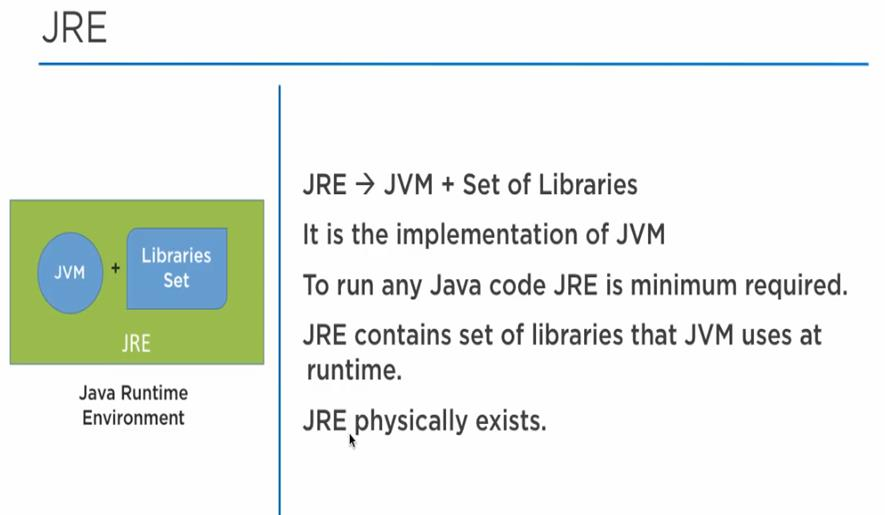 JRE
JVM
+
Libraries
Set
JRE
Java Runtime
Environment
JRE → JVM + Set of Libraries
It is the implementation of JVM
To run any Java code JRE is minimum required.
JRE contains set of libraries that JVM uses at
runtime.
JRE physically exists.